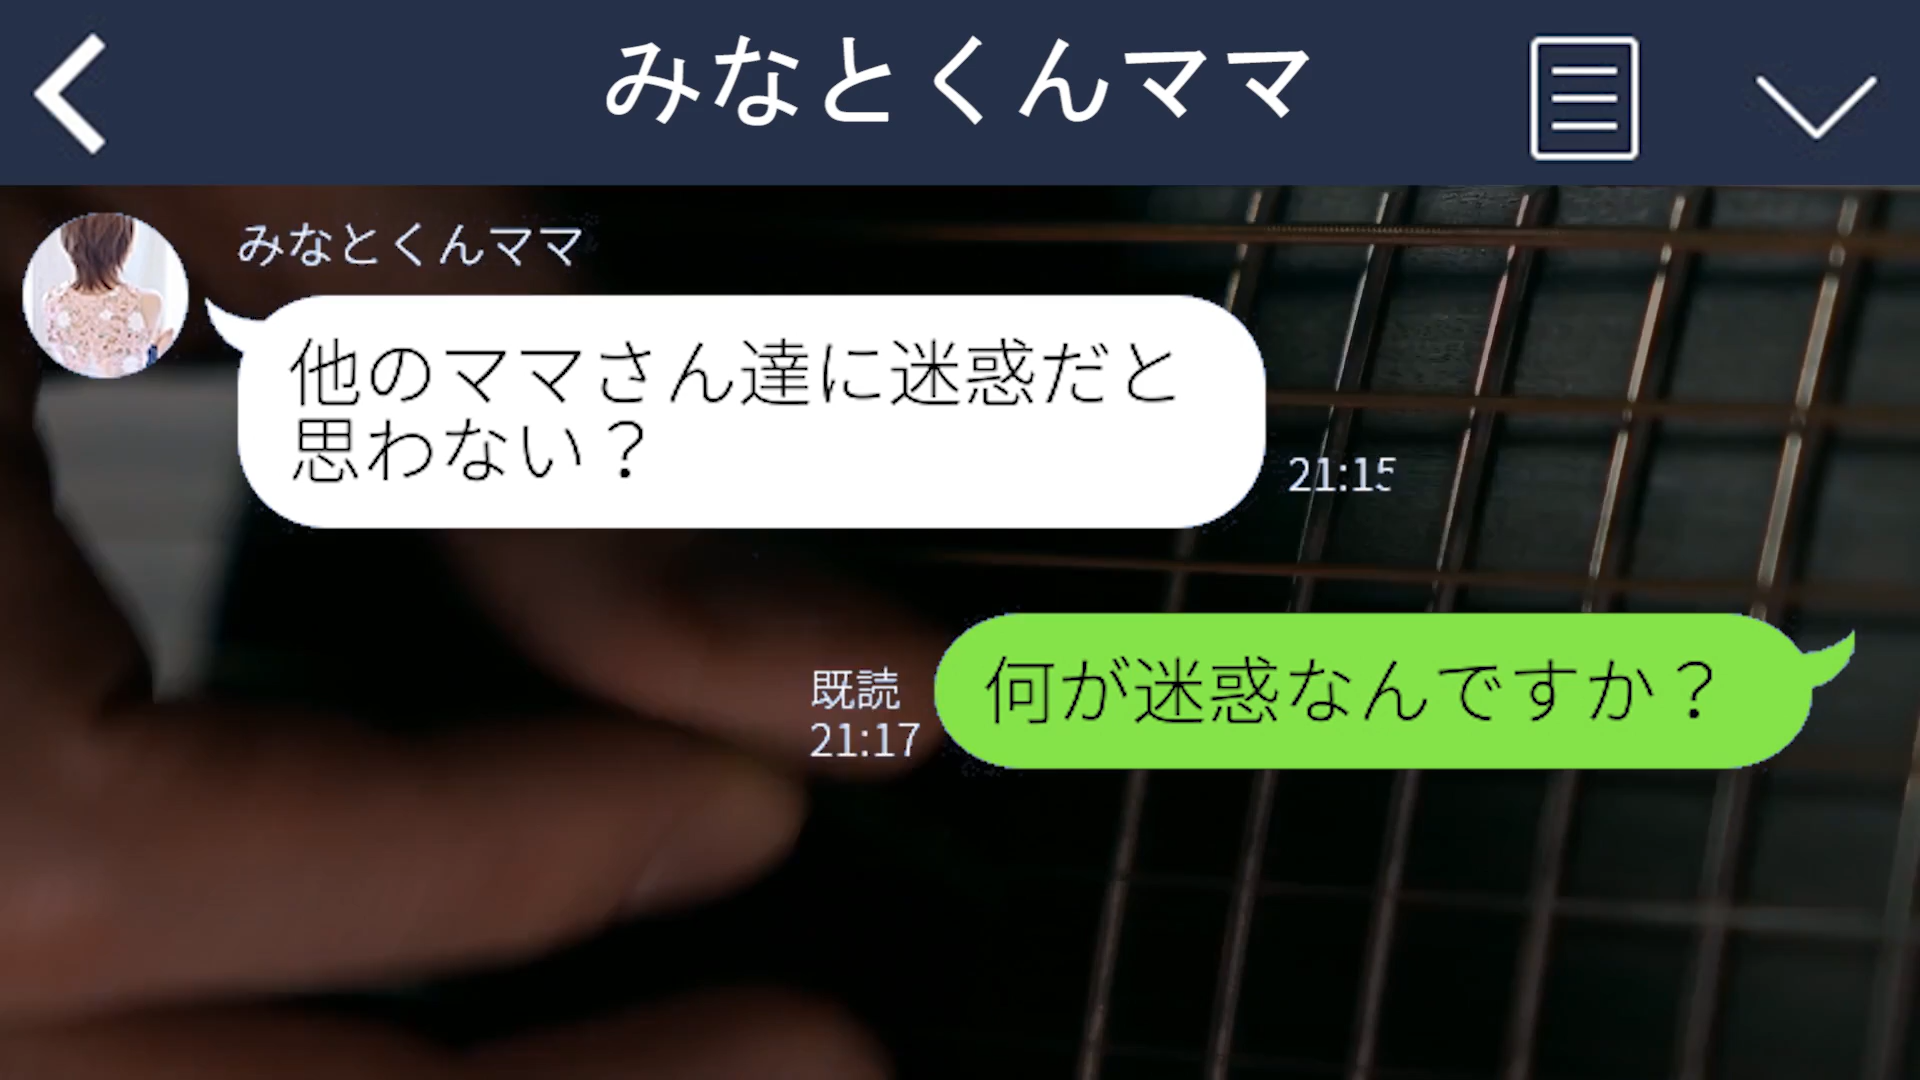 みなとくんママ
みなとくんママ
他のママさん達に迷惑だと
思わない？
21:15
既読
21:17
何が迷惑なんですか？